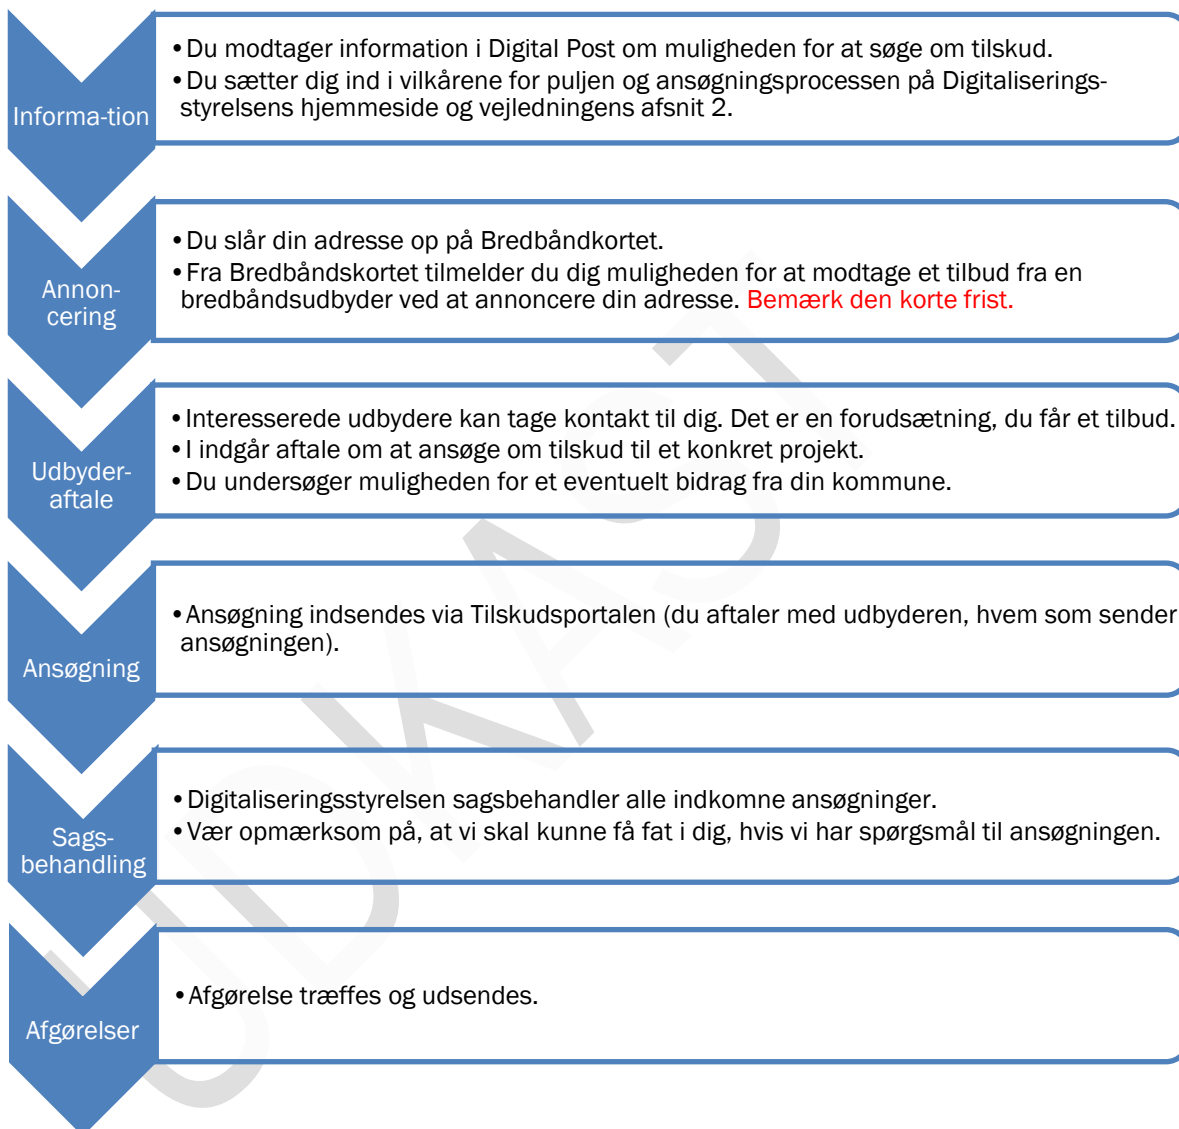 Informa-tion
•Du modtager information i Digital Post om muligheden for at søge om tilskud.
•Du sætter dig ind i vilkårene for puljen og ansøgningsprocessen på Digitaliserings-
styrelsens hjemmeside og vejledningens afsnit 2.
Annon-
cering
•Du slår din adresse op på Bredbåndkortet.
•Fra Bredbåndskortet tilmelder du dig muligheden for at modtage et tilbud fra en
bredbåndsudbyder ved at annoncere din adresse. Bemærk den korte frist.
Udbyder-
aftale
•Interesserede udbydere kan tage kontakt til dig. Det er en forudsætning, du får et tilbud.
•I indgår aftale om at ansøge om tilskud til et konkret projekt.
•Du undersøger muligheden for et eventuelt bidrag fra din kommune.
Ansøgning
•Ansøgning indsendes via Tilskudsportalen (du aftaler med udbyderen, hvem som sender
ansøgningen).
Sags-
behandling
•Digitaliseringsstyrelsen sagsbehandler alle indkomne ansøgninger.
•Vær opmærksom på, at vi skal kunne få fat i dig, hvis vi har spørgsmål til ansøgningen.
Afgørelser
•Afgørelse træffes og udsendes.
UDKAST